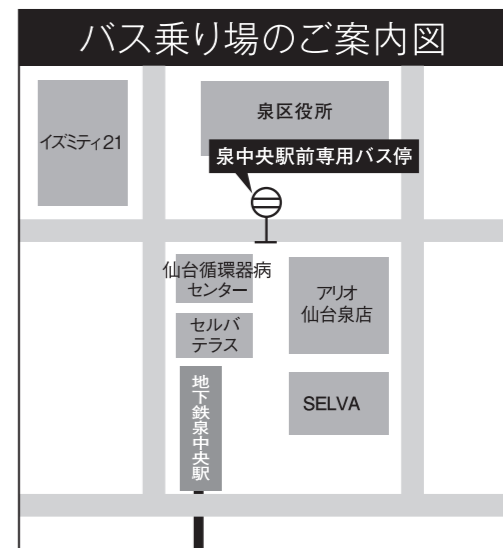 バス乗り場のご案内図
イズミティ21
泉区役所
泉中央駅前専用バス停
仙台循環器病
センター
アリオ
仙台泉店
セルバ
テラス
地下鉄泉中央駅
SELVA